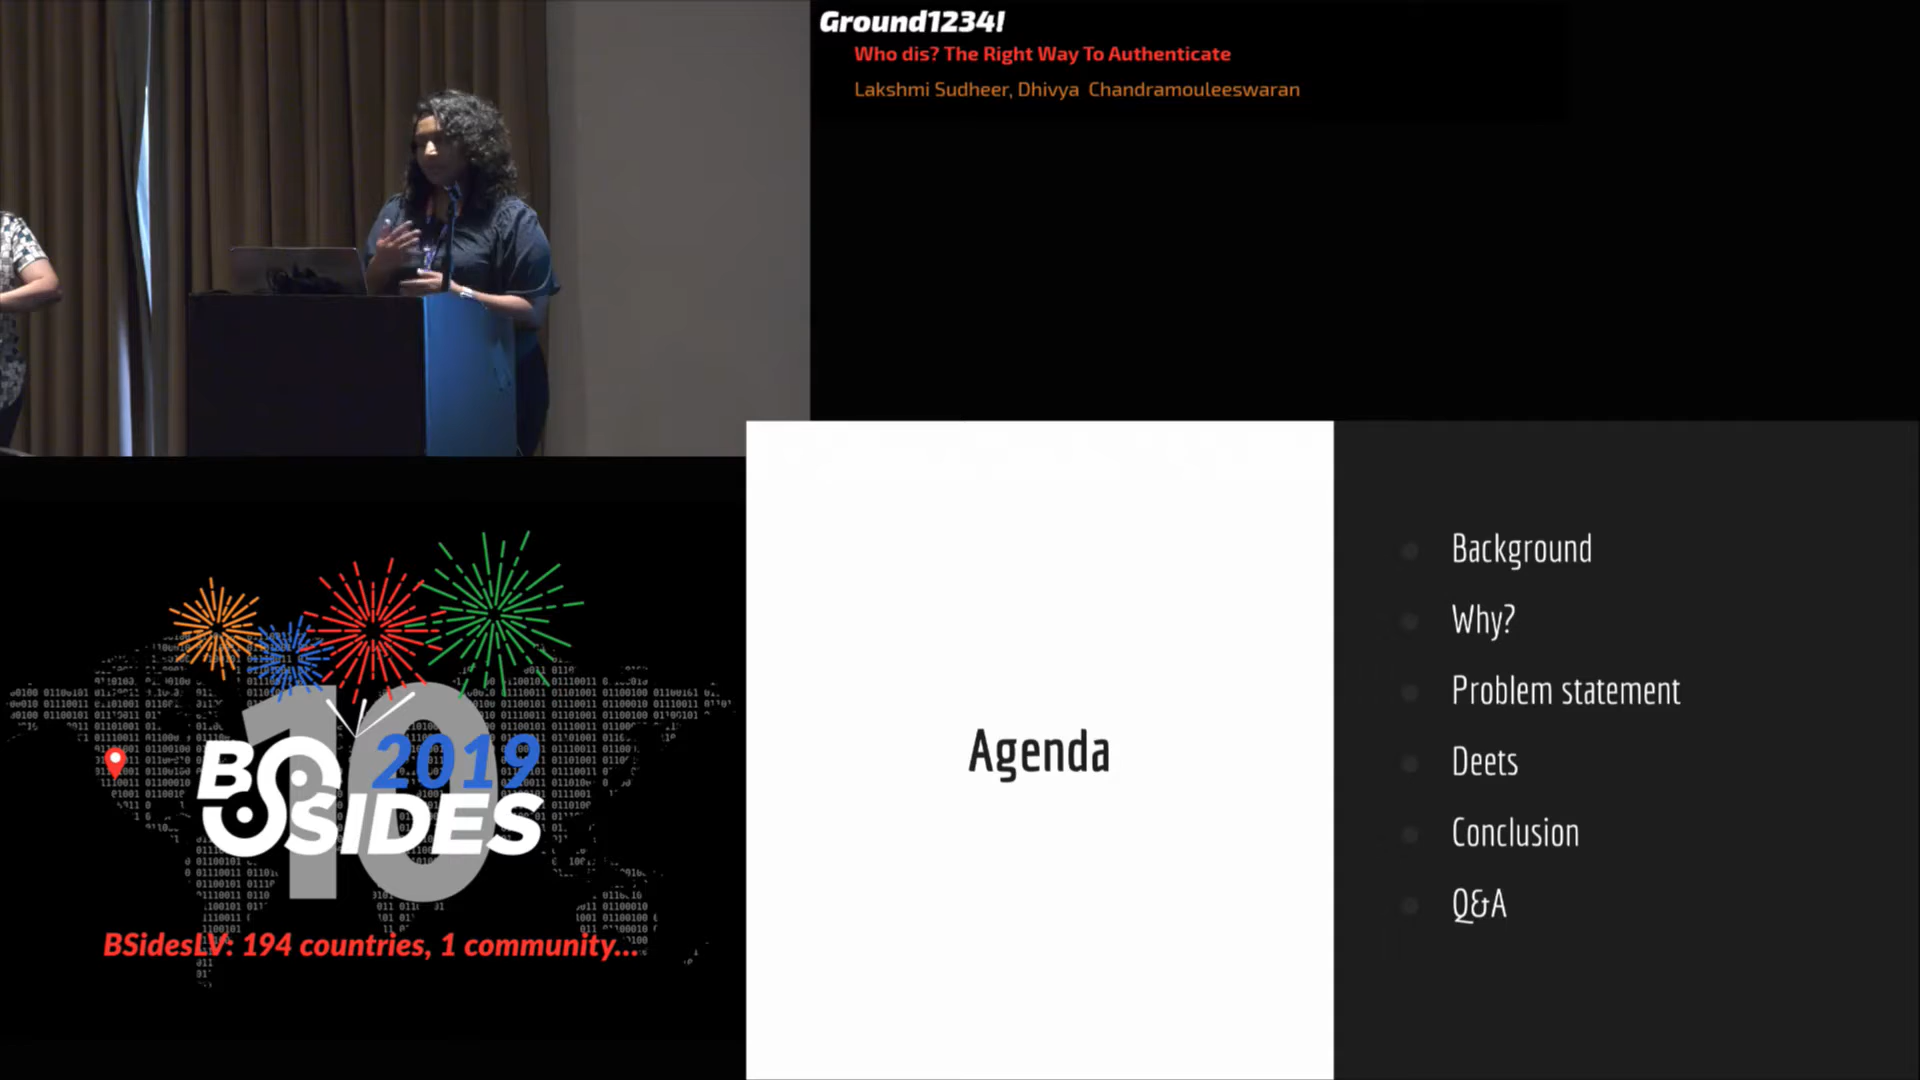 Ground1234!
Who dis? The Right Way To Authenticate
Lakshmi Sudheer, Dhivya Chandramouleeswaran
10
2019
BSIDES
BSidesLV: 194 countries, 1 community...
Agenda
Background
Why?
Problem statement
Deets
Conclusion
Q&A